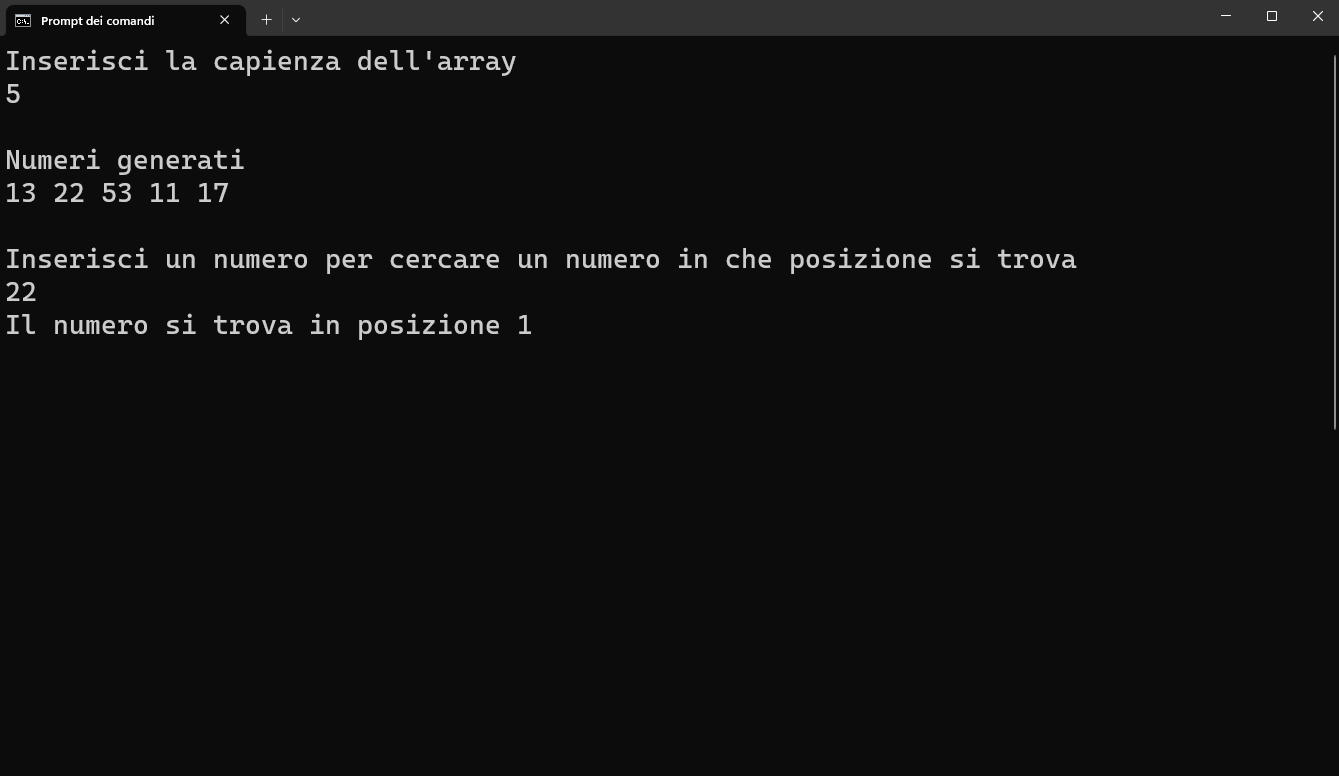 Prompt dei comandi
Inserisci la capienza dell'array
5
Numeri generati
13 22 53 11 17
Inserisci un numero per cercare un numero in che posizione si trova
22
Il numero si trova in posizione 1